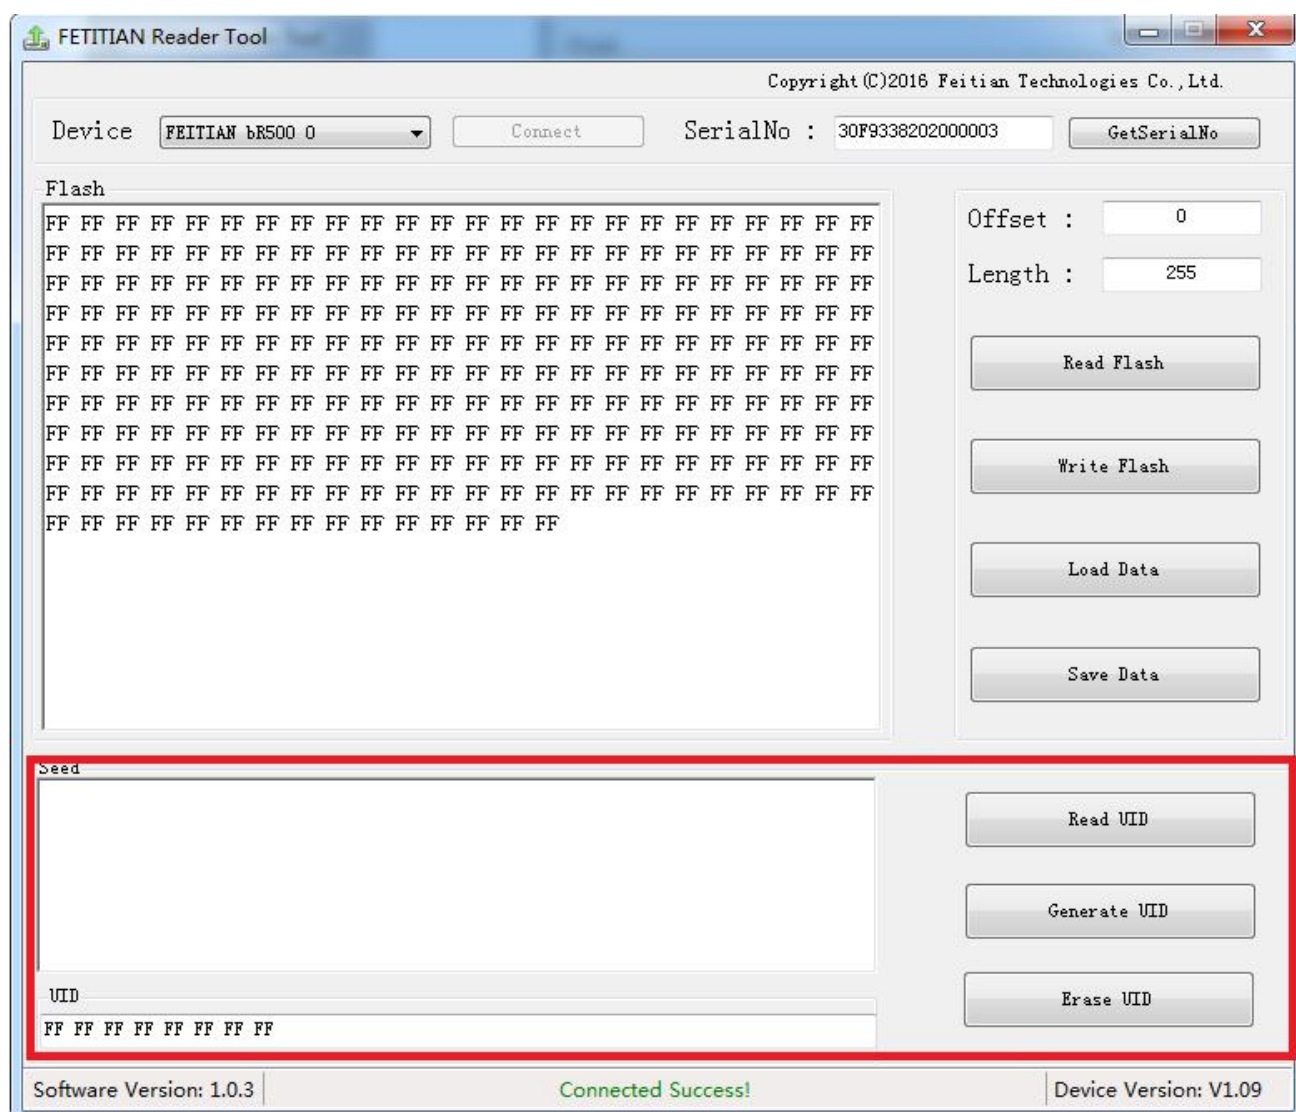 FETITIAN Reader Tool
Copyright(C)2016 Feitian Technologies Co.,Ltd.
Device FEITIAN bR500 0 Connect SerialNo : 30F9338202000003 GetSerialNo
Flash
FF FF FF FF FF FF FF FF FF FF FF FF FF FF FF FF FF FF FF FF FF FF FF FF
FF FF FF FF FF FF FF FF FF FF FF FF FF FF FF FF FF FF FF FF FF FF FF FF
FF FF FF FF FF FF FF FF FF FF FF FF FF FF FF FF FF FF FF FF FF FF FF FF
FF FF FF FF FF FF FF FF FF FF FF FF FF FF FF FF FF FF FF FF FF FF FF FF
FF FF FF FF FF FF FF FF FF FF FF FF FF FF FF FF FF FF FF FF FF FF FF FF
FF FF FF FF FF FF FF FF FF FF FF FF FF FF FF FF FF FF FF FF FF FF FF FF
FF FF FF FF FF FF FF FF FF FF FF FF FF FF FF FF FF FF FF FF FF FF FF FF
FF FF FF FF FF FF FF FF FF FF FF FF FF FF FF FF FF FF FF FF FF FF FF FF
FF FF FF FF FF FF FF FF FF FF FF FF FF FF FF FF FF FF FF FF FF FF FF FF
FF FF FF FF FF FF FF FF FF FF FF FF FF FF FF FF FF FF FF FF FF FF FF FF
FF FF FF FF FF FF FF FF FF FF FF FF FF FF FF
Offset : 0
Length : 255
Read Flash
Write Flash
Load Data
Save Data
Seed
Read UID
Generate UID
Erase UID
UID
FF FF FF FF FF FF FF FF
Software Version: 1.0.3 Connected Success! Device Version: V1.09